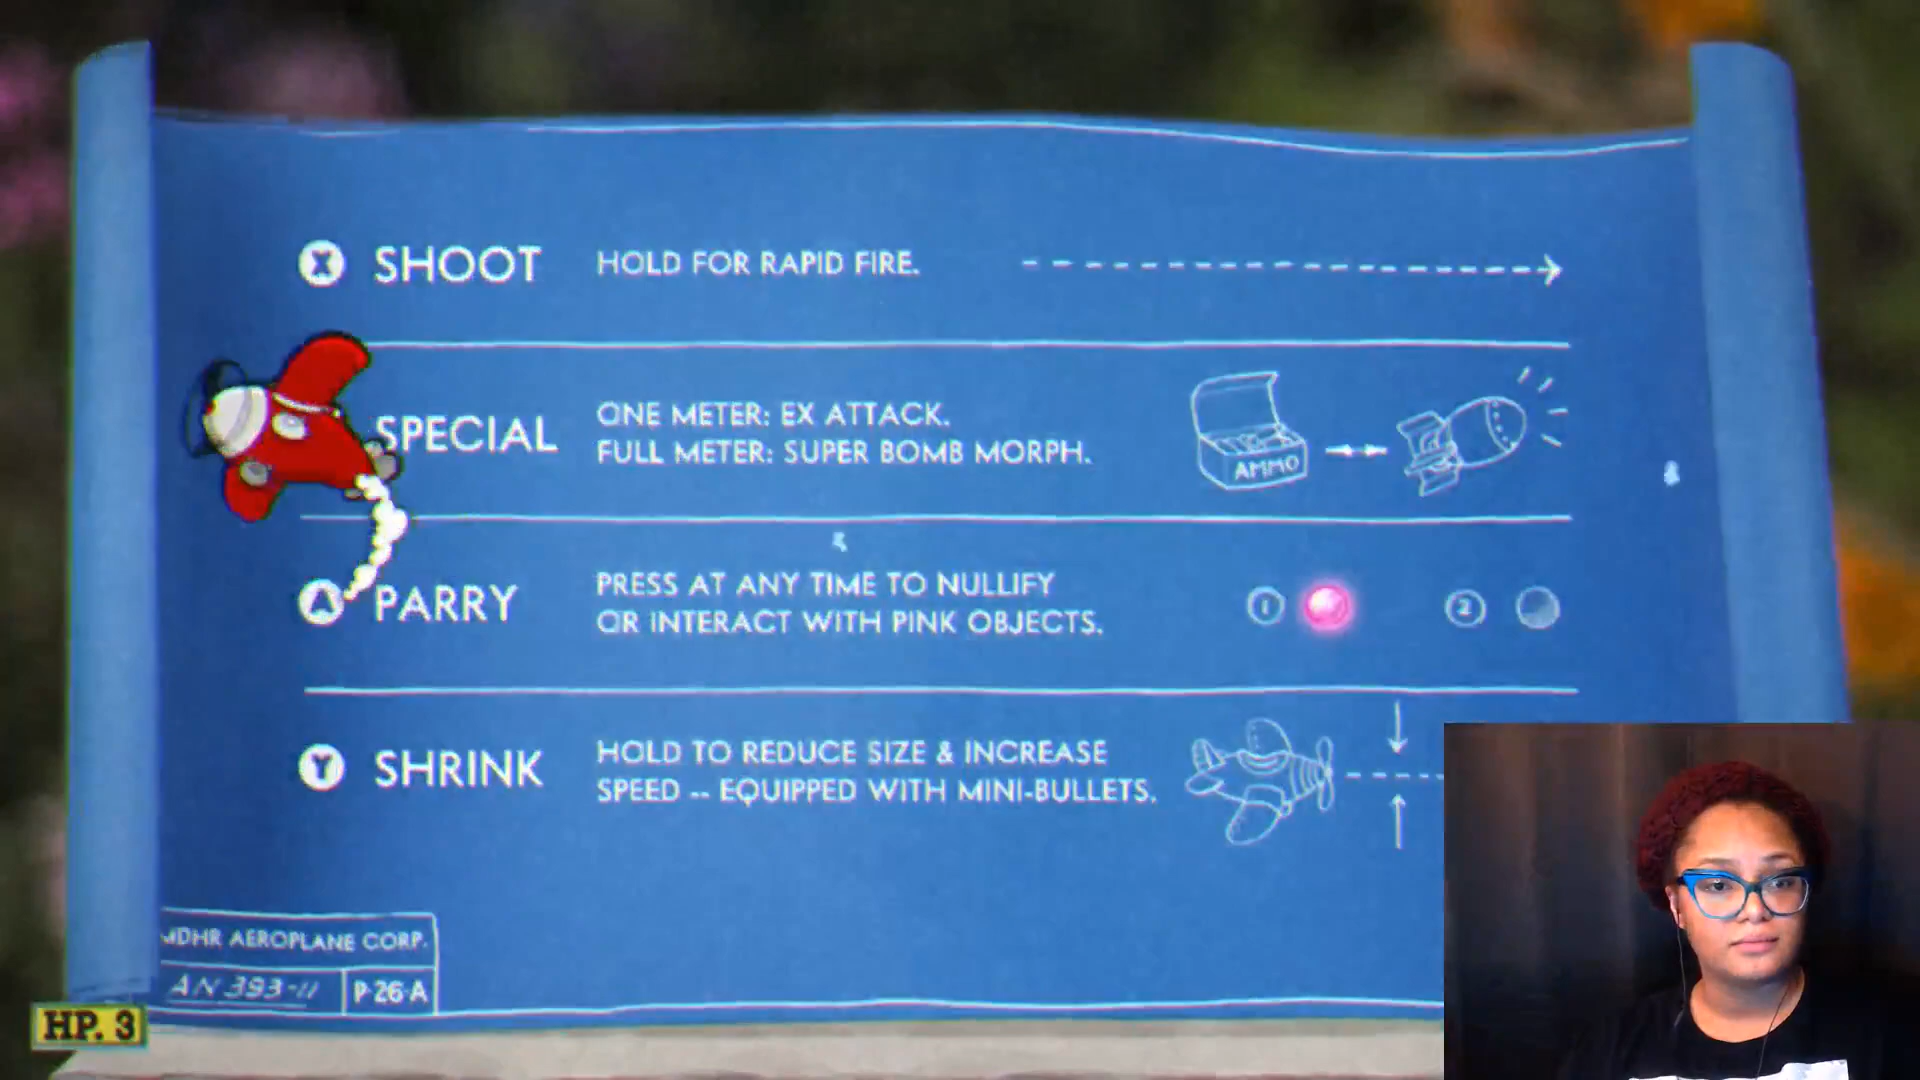 X SHOOT HOLD FOR RAPID FIRE.
SPECIAL ONE METER: EX ATTACK.
FULL METER: SUPER BOMB MORPH.
AMMO
A PARRY PRESS AT ANY TIME TO NULLIFY
OR INTERACT WITH PINK OBJECTS.
1 2
Y SHRINK HOLD TO REDUCE SIZE & INCREASE
SPEED -- EQUIPPED WITH MINI-BULLETS.
MDHR AEROPLANE CORP.
AN 393-11 P-26-A
HP. 3